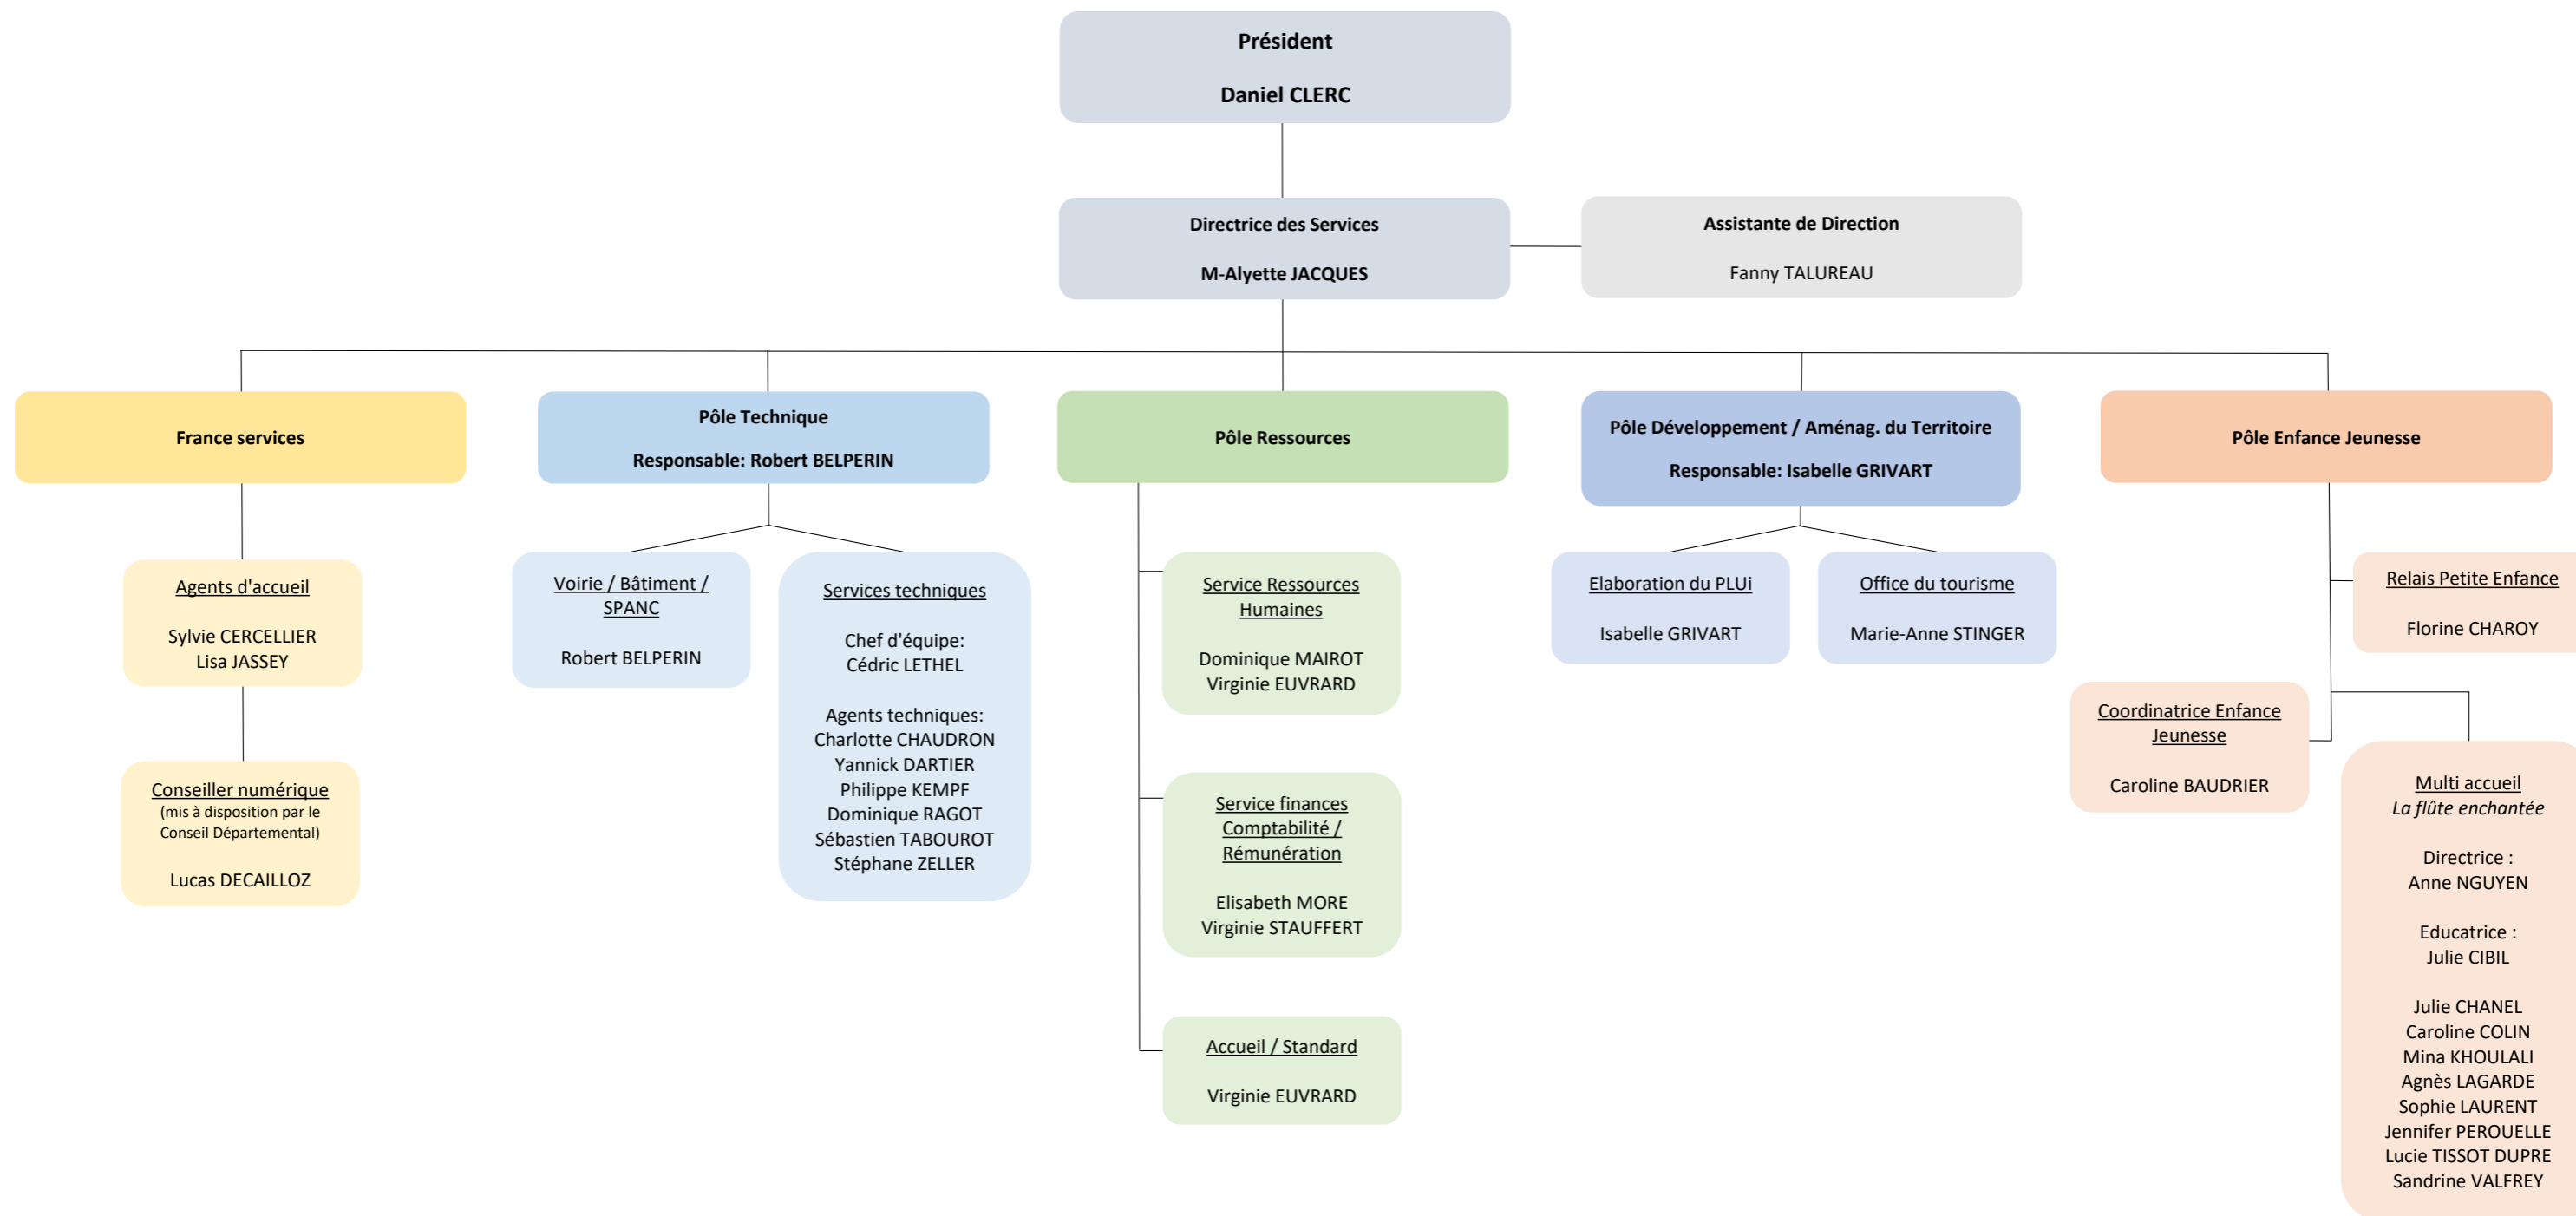 Président
Daniel CLERC
Directrice des Services
M-Alyette JACQUES
Assistante de Direction
Fanny TALUREAU
France services
Pôle Technique
Responsable: Robert BELPERIN
Pôle Ressources
Pôle Développement / Aménag. du Territoire
Responsable: Isabelle GRIVART
Pôle Enfance Jeunesse
Agents d'accueil
Sylvie CERCELLIER
Lisa JASSEY
Conseiller numérique
(mis à disposition par le
Conseil Départemental)
Lucas DECAILLOZ
Voirie / Bâtiment /
SPANC
Robert BELPERIN
Services techniques
Chef d'équipe:
Cédric LETHEL
Agents techniques:
Charlotte CHAUDRON
Yannick DARTIER
Philippe KEMPF
Dominique RAGOT
Sébastien TABOUROT
Stéphane ZELLER
Service Ressources
Humaines
Dominique MAIROT
Virginie EUVRARD
Service finances
Comptabilité /
Rémunération
Elisabeth MORE
Virginie STAUFFERT
Accueil / Standard
Virginie EUVRARD
Elaboration du PLUi
Isabelle GRIVART
Office du tourisme
Marie-Anne STINGER
Relais Petite Enfance
Florine CHAROY
Coordinatrice Enfance
Jeunesse
Caroline BAUDRIER
Multi accueil
La flûte enchantée
Directrice :
Anne NGUYEN
Educatrice :
Julie CIBIL
Julie CHANEL
Caroline COLIN
Mina KHOULALI
Agnès LAGARDE
Sophie LAURENT
Jennifer PEROUELLE
Lucie TISSOT DUPRE
Sandrine VALFREY